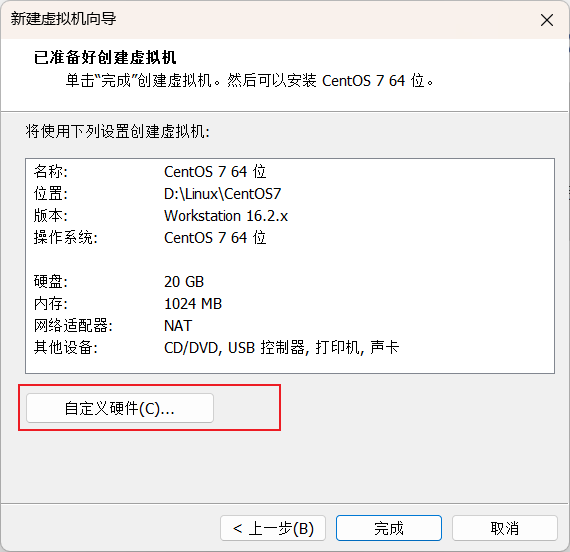 新建虚拟机向导
已准备好创建虚拟机
单击“完成”创建虚拟机。然后可以安装 CentOS 7 64 位。
将使用下列设置创建虚拟机:
名称: CentOS 7 64 位
位置: D:\Linux\CentOS7
版本: Workstation 16.2.x
操作系统: CentOS 7 64 位
硬盘: 20 GB
内存: 1024 MB
网络适配器: NAT
其他设备: CD/DVD, USB 控制器, 打印机, 声卡
自定义硬件(C)...
< 上一步(B) 完成 取消